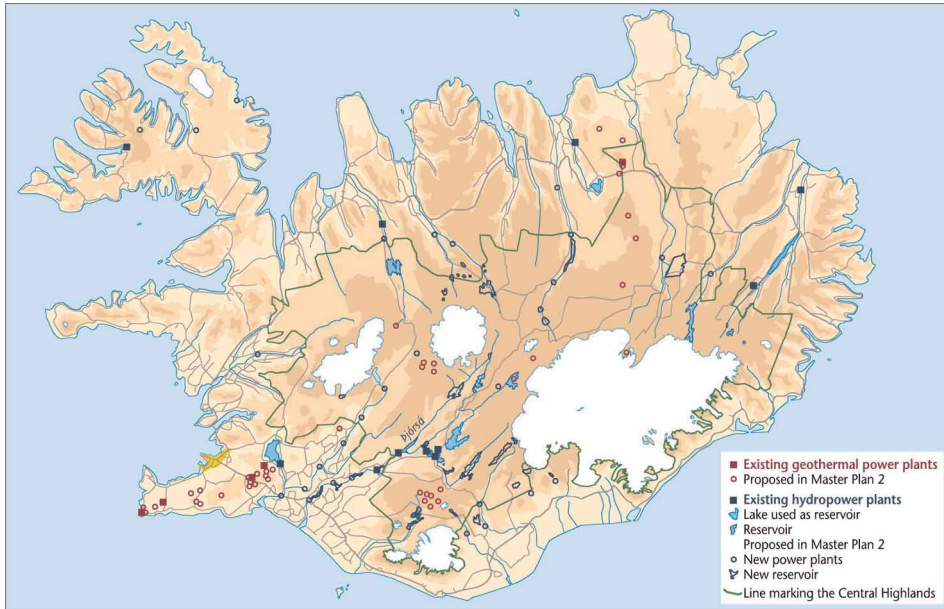 Þjórsá
Existing geothermal power plants
Proposed in Master Plan 2
Existing hydropower plants
Lake used as reservoir
Reservoir
Proposed in Master Plan 2
New power plants
New reservoir
Line marking the Central Highlands